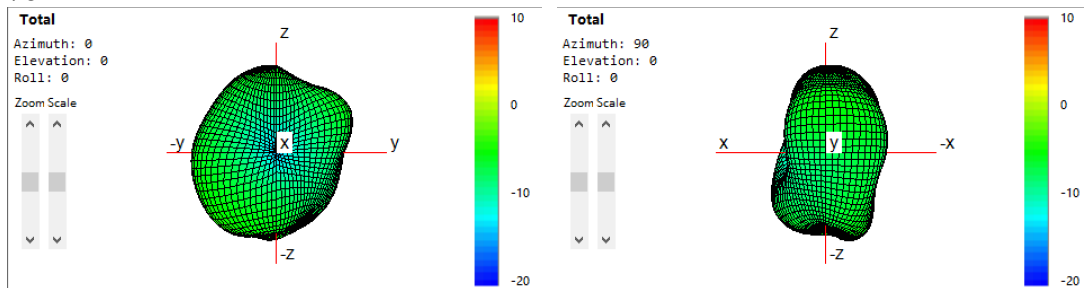 Total
Azimuth: 0
Elevation: 0
Roll: 0
Zoom Scale
z
-y
x
y
-z
10
0
-10
-20
Total
Azimuth: 90
Elevation: 0
Roll: 0
Zoom Scale
z
x
y
-x
-z
10
0
-10
-20